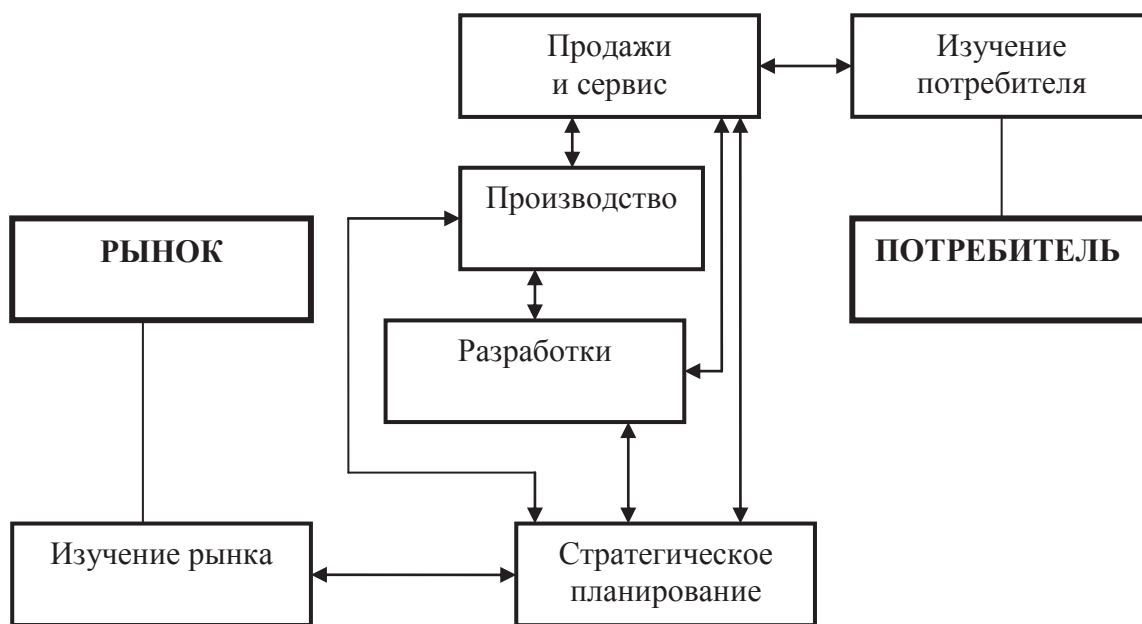 Продажи
и сервис
Изучение
потребителя
Производство
РЫНОК
ПОТРЕБИТЕЛЬ
Разработки
Изучение рынка
Стратегическое
планирование